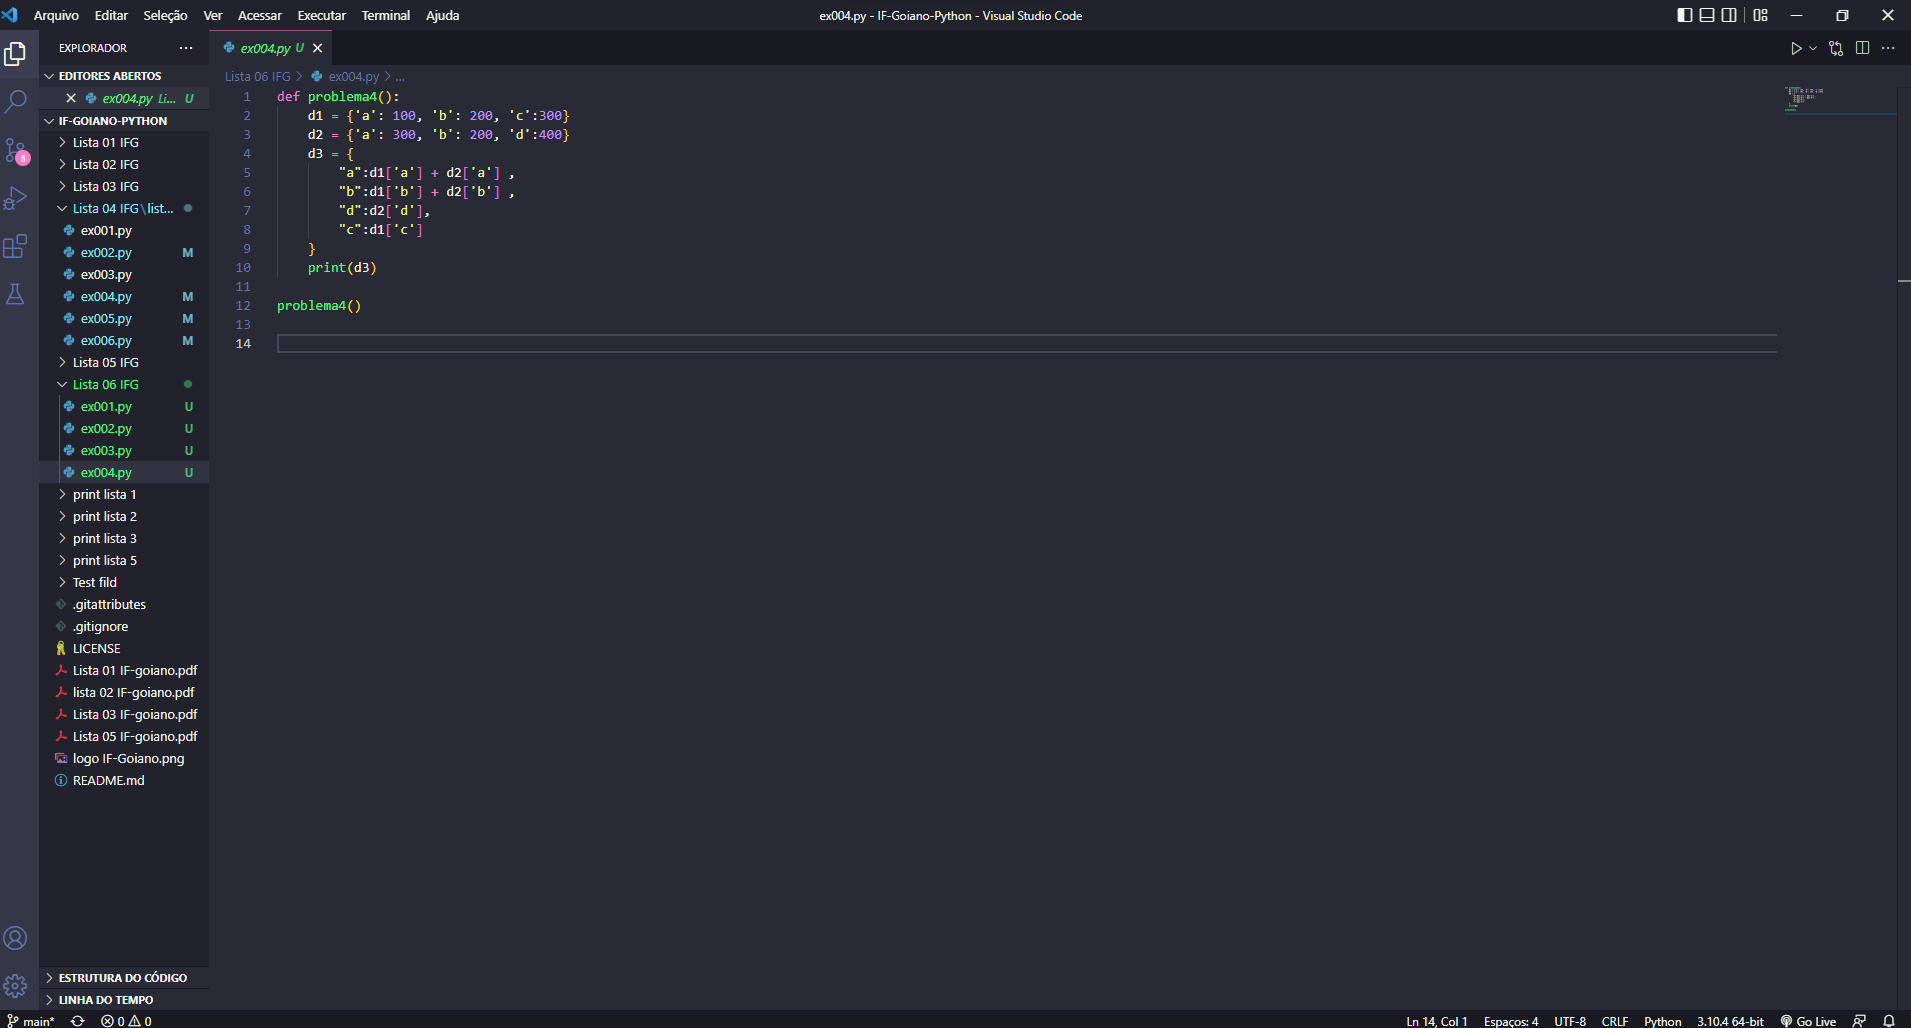 Arquivo Editar Seleção Ver Acessar Executar Terminal Ajuda
ex004.py - IF-Goiano-Python - Visual Studio Code
EXPLORADOR
EDITORES ABERTOS
ex004.py Li... U
IF-GOIANO-PYTHON
Lista 01 IFG
Lista 02 IFG
Lista 03 IFG
Lista 04 IFG\list...
ex001.py
ex002.py M
ex003.py
ex004.py M
ex005.py M
ex006.py M
Lista 05 IFG
Lista 06 IFG
ex001.py U
ex002.py U
ex003.py U
ex004.py U
print lista 1
print lista 2
print lista 3
print lista 5
Test fild
.gitattributes
.gitignore
LICENSE
Lista 01 IF-goiano.pdf
lista 02 IF-goiano.pdf
Lista 03 IF-goiano.pdf
Lista 05 IF-goiano.pdf
logo IF-Goiano.png
README.md
ESTRUTURA DO CÓDIGO
LINHA DO TEMPO
8
ex004.py U
Lista 06 IFG > ex004.py > ...
1 def problema4():
2     d1 = {'a': 100, 'b': 200, 'c':300}
3     d2 = {'a': 300, 'b': 200, 'd':400}
4     d3 = {
5         "a":d1['a'] + d2['a'] ,
6         "b":d1['b'] + d2['b'] ,
7         "d":d2['d'],
8         "c":d1['c']
9     }
10     print(d3)
11
12 problema4()
13
14
main* 0 0
Ln 14, Col 1 Espaços: 4 UTF-8 CRLF Python 3.10.4 64-bit Go Live